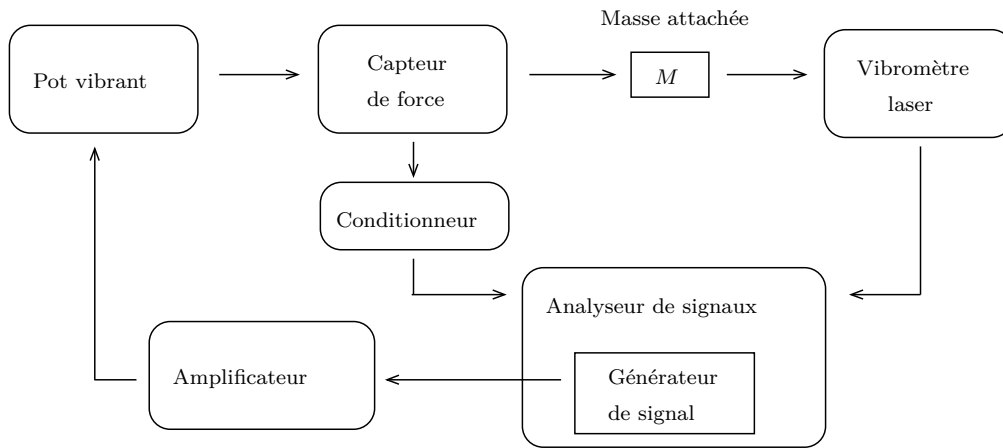 Masse attachée
Pot vibrant
Capteur
de force
M
Vibromètre
laser
Conditionneur
Analyseur de signaux
Amplificateur
Générateur
de signal